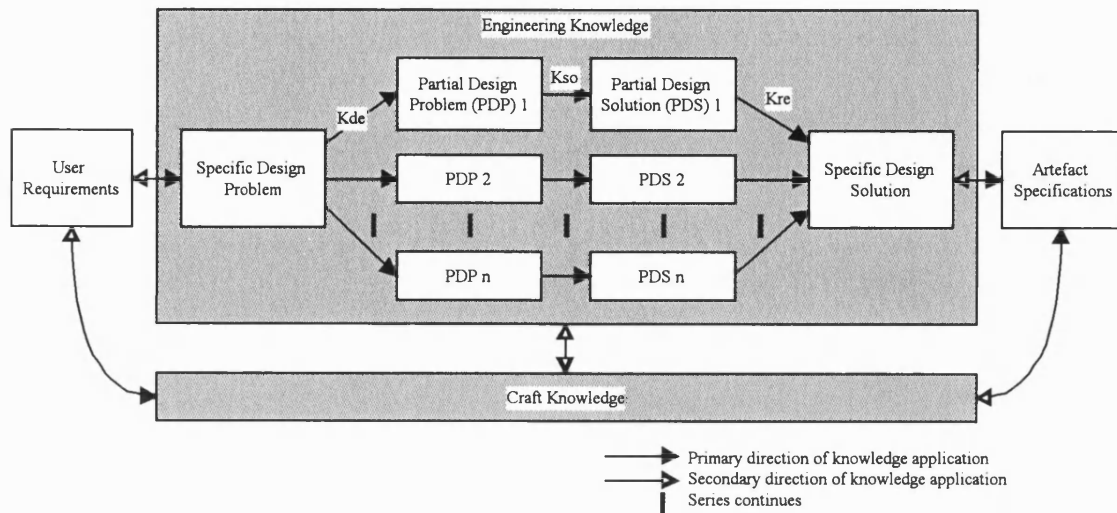 Engineering Knowledge
Partial Design
Problem (PDP) 1
Kso
Partial Design
Solution (PDS) 1
Kde
Kre
User
Requirements
Specific Design
Problem
PDP 2
PDS 2
Specific Design
Solution
Artefact
Specifications
PDP n
PDS n
Craft Knowledge
Primary direction of knowledge application
Secondary direction of knowledge application
Series continues